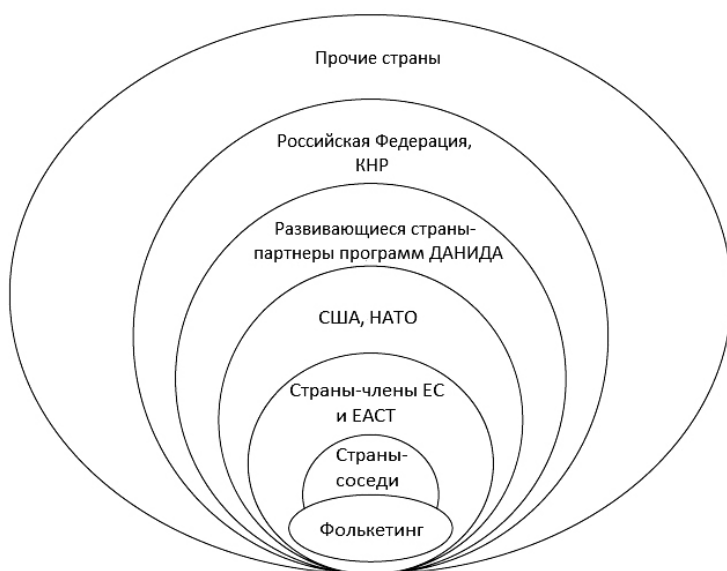 Прочие страны
Российская Федерация,
КНР
Развивающиеся страны-
партнеры программ ДАНИДА
США, НАТО
Страны-члены ЕС
и ЕАСТ
Страны-
соседи
Фолькетинг